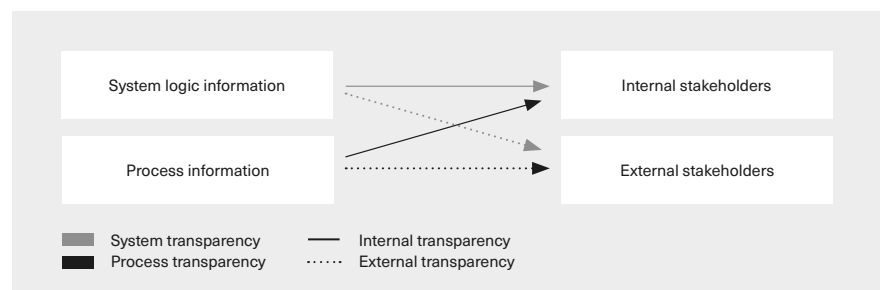 System logic information
Internal stakeholders
Process information
External stakeholders
System transparency
Internal transparency
Process transparency
External transparency